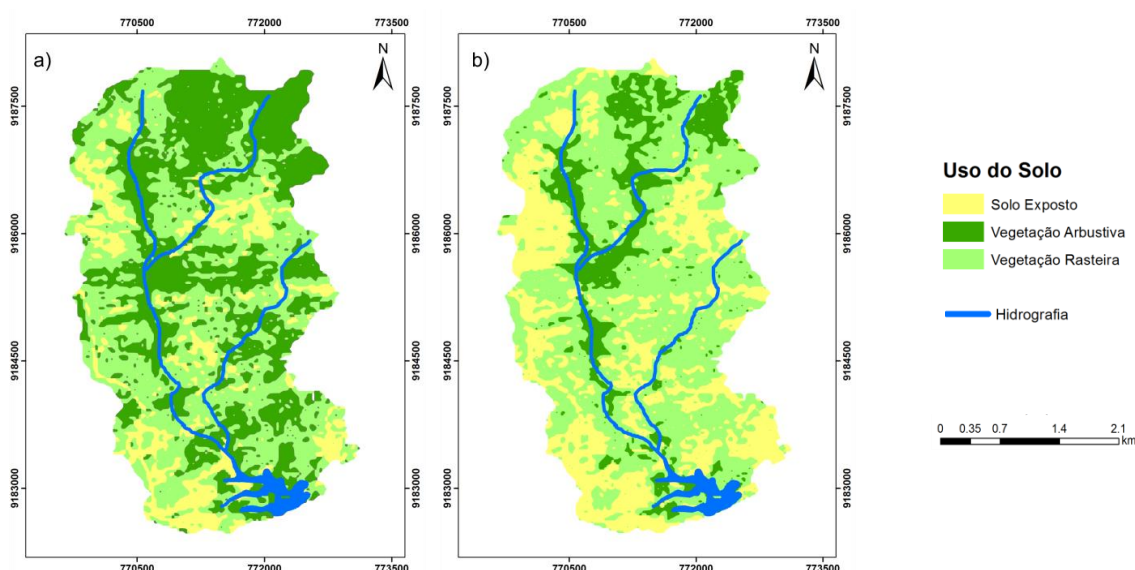 770500 772000 773500
a)
N
9187500
9186000
9184500
9183000
770500 772000 773500
770500 772000 773500
b)
N
9187500
9186000
9184500
9183000
770500 772000 773500
Uso do Solo
Solo Exposto
Vegetação Arbustiva
Vegetação Rasteira
Hidrografia
0 0.35 0.7 1.4 2.1
km